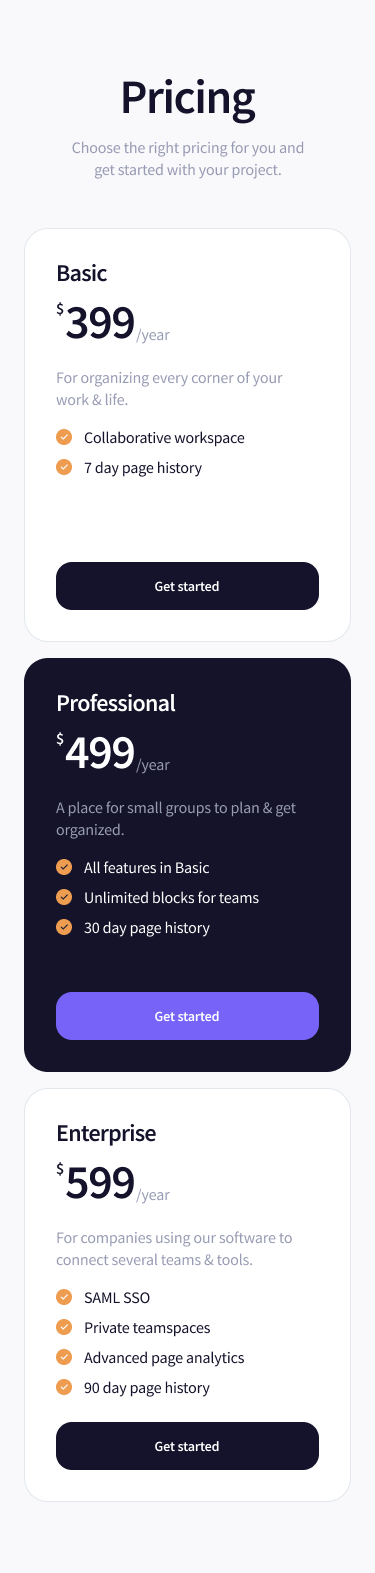 Pricing
Choose the right pricing for you and
get started with your project.
Basic
$399/year
For organizing every corner of your
work & life.
Collaborative workspace
7 day page history
Get started
Professional
$499/year
A place for small groups to plan & get
organized.
All features in Basic
Unlimited blocks for teams
30 day page history
Get started
Enterprise
$599/year
For companies using our software to
connect several teams & tools.
SAML SSO
Private teamspaces
Advanced page analytics
90 day page history
Get started